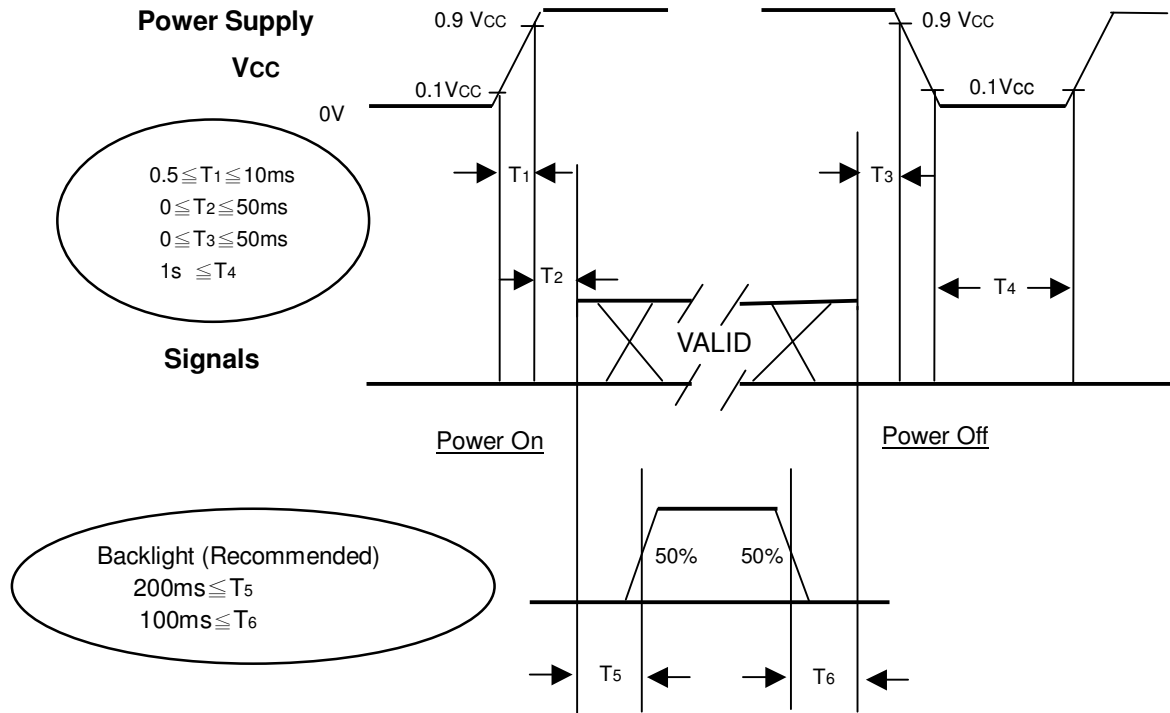 Power Supply
VCC
0.9 VCC
0.1VCC
0V
0.9 VCC
0.1Vcc
0.5≦T1≦10ms
0≦T2≦50ms
0≦T3≦50ms
1s ≦T4
T1
T2
T3
T4
Signals
VALID
Power On
Power Off
Backlight (Recommended)
200ms≦T5
100ms≦T6
50%
50%
T5
T6